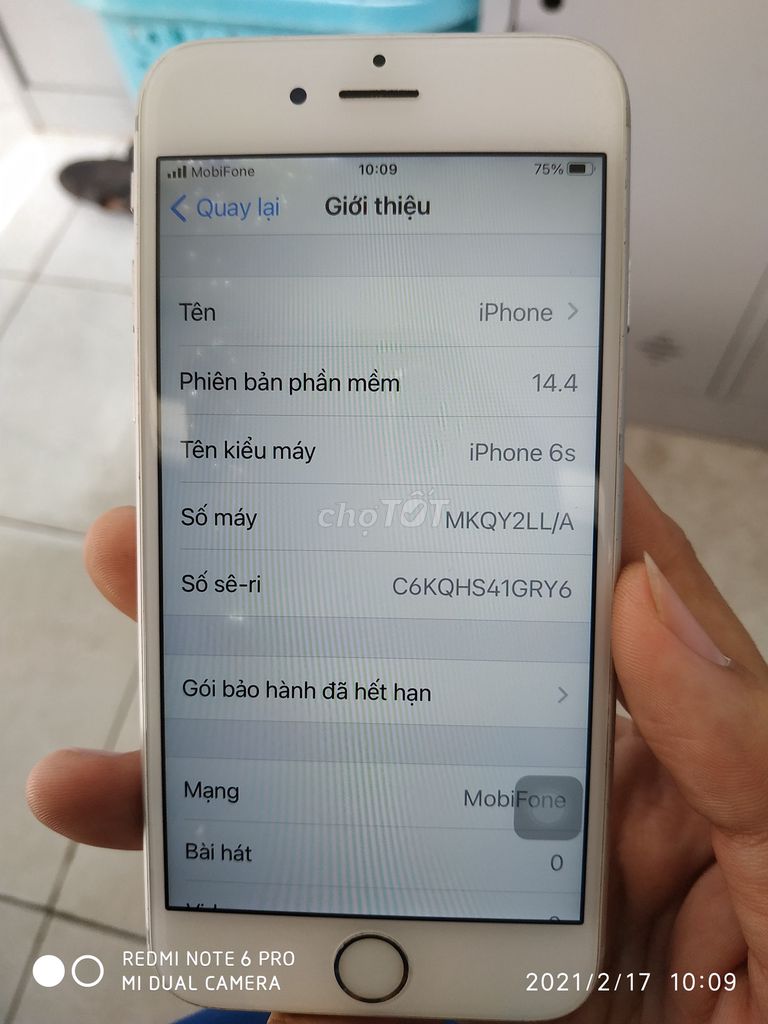 MobiFone 10:09 75%
Quay lại Giới thiệu
Tên iPhone
Phiên bản phần mềm 14.4
Tên kiểu máy iPhone 6s
Số máy MKQY2LL/A
chợTỐT
Số sê-ri C6KQHS41GRY6
Gói bảo hành đã hết hạn
Mạng MobiFone
Bài hát 0
REDMI NOTE 6 PRO
MI DUAL CAMERA
2021/2/17 10:09